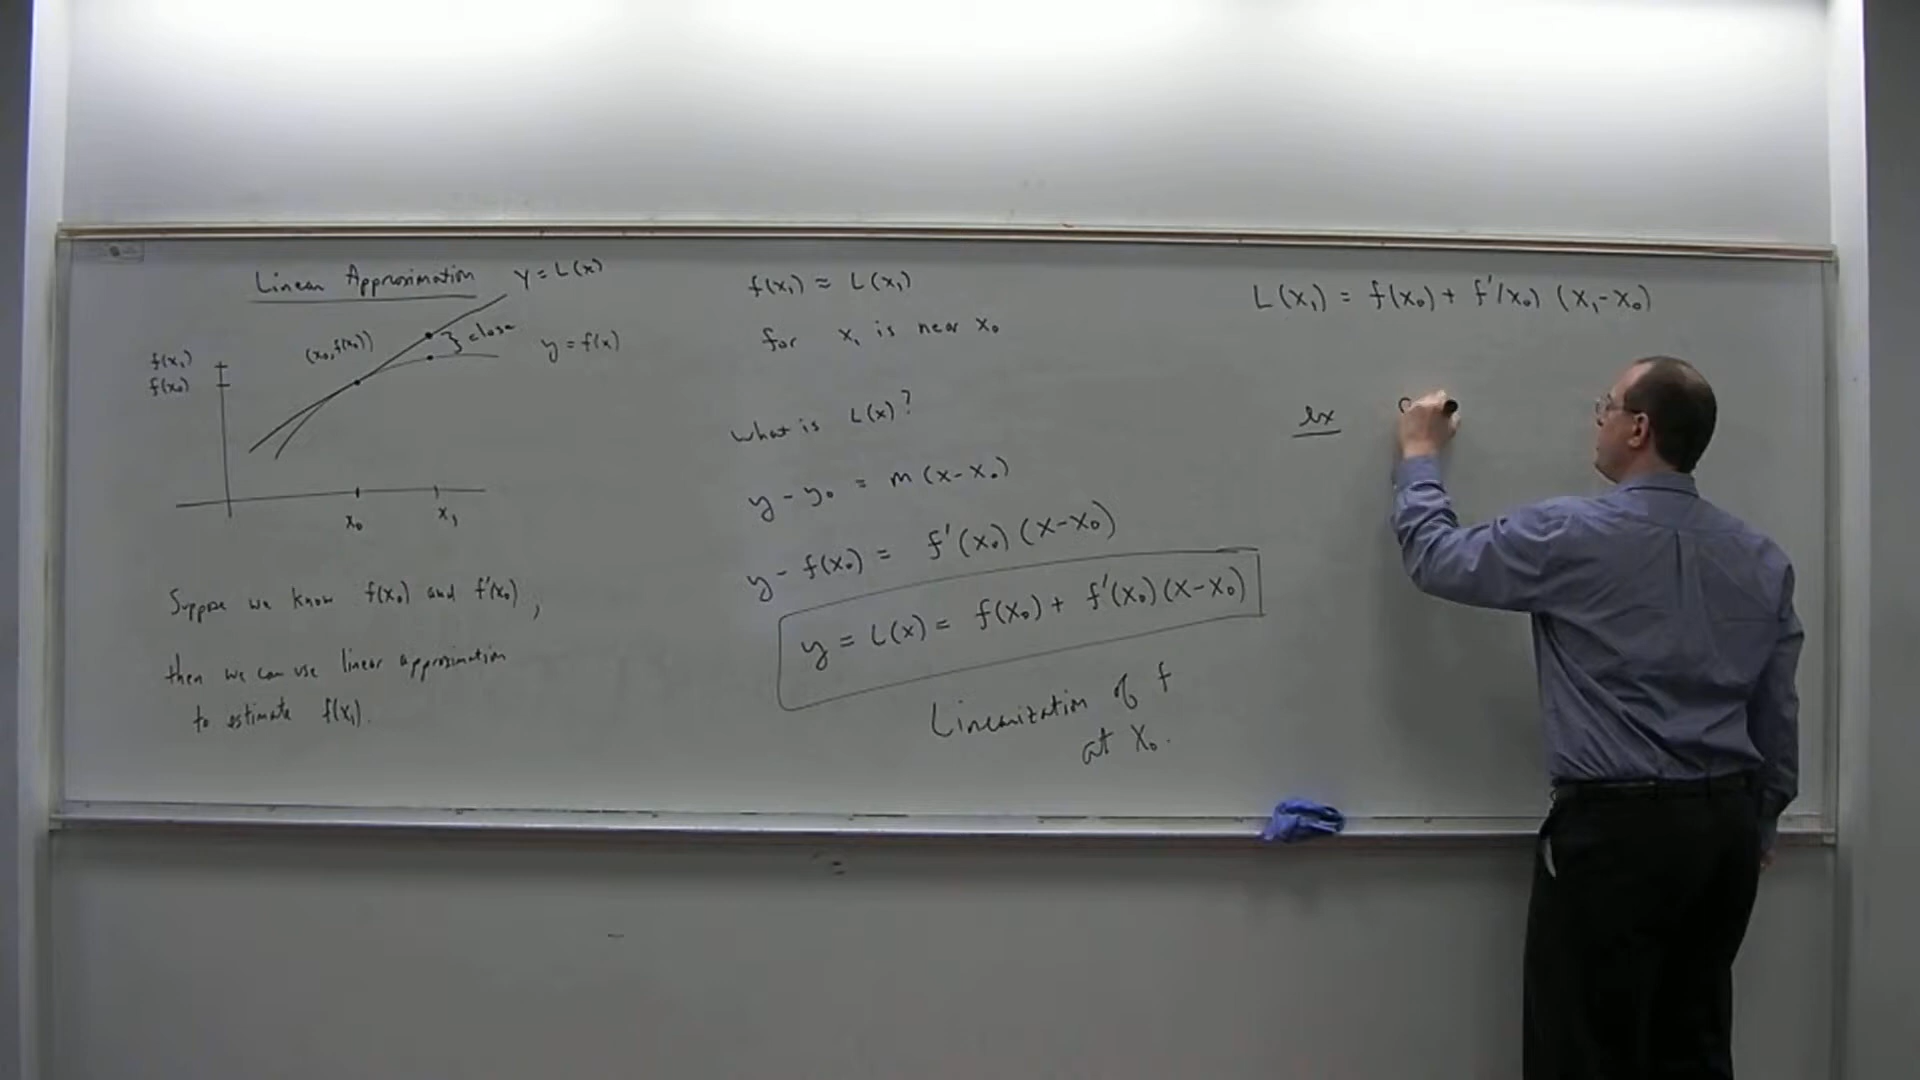 Linear Approximation
y = L(x)
(x₀, f(x₀))
} close
y = f(x)
f(x₁)
f(x₀)
x₀
x₁
Suppose we know f(x₀) and f'(x₀),
then we can use linear approximation
to estimate f(x₁).
f(x₁) ≈ L(x₁)
for x₁ is near x₀
what is L(x)?
y - y₀ = m(x-x₀)
y - f(x₀) = f'(x₀)(x-x₀)
y = L(x) = f(x₀) + f'(x₀)(x-x₀)
Linearization of f
at x₀.
L(x₁) = f(x₀) + f'(x₀) (x₁-x₀)
ex